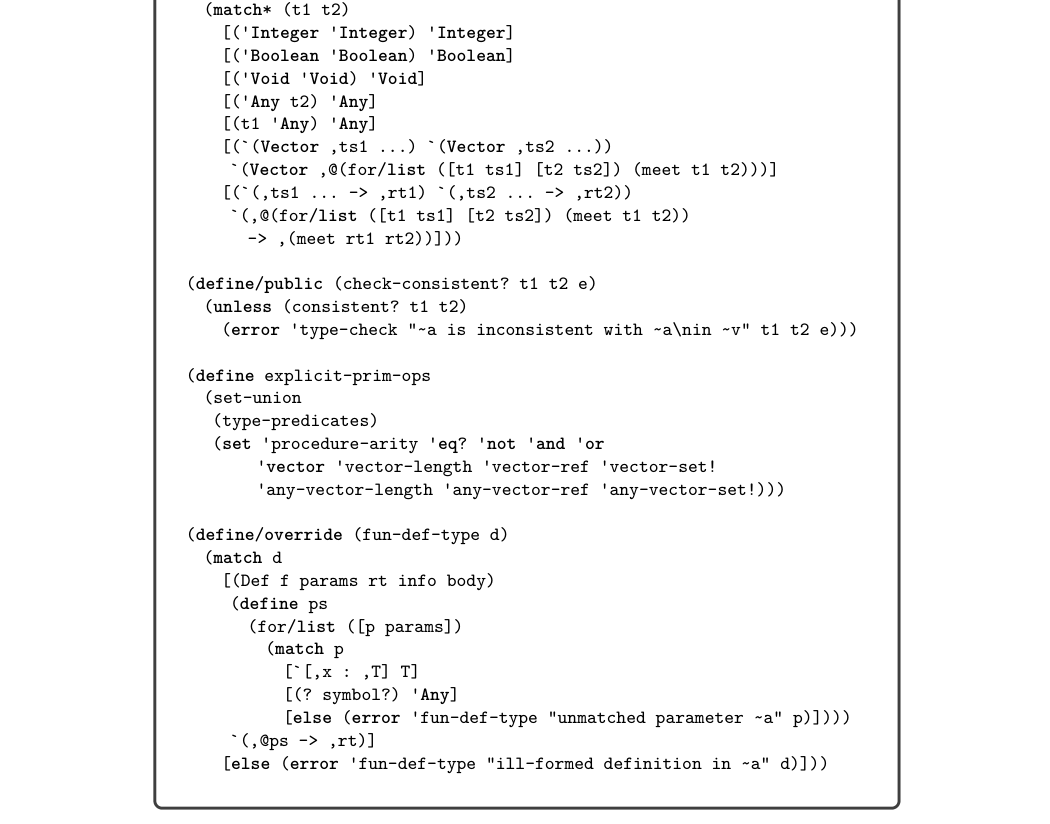 (match* (t1 t2)
[('Integer 'Integer) 'Integer]
[('Boolean 'Boolean) 'Boolean]
[('Void 'Void) 'Void]
[('Any t2) 'Any]
[(t1 'Any) 'Any]
[(`(Vector ,ts1 ...) `(Vector ,ts2 ...))
`(Vector ,@(for/list ([t1 ts1] [t2 ts2]) (meet t1 t2)))]
[(`(,ts1 ... -> ,rt1) `(,ts2 ... -> ,rt2))
`(,@(for/list ([t1 ts1] [t2 ts2]) (meet t1 t2))
-> ,(meet rt1 rt2))]))
(define/public (check-consistent? t1 t2 e)
(unless (consistent? t1 t2)
(error 'type-check "~a is inconsistent with ~a\nin ~v" t1 t2 e)))
(define explicit-prim-ops
(set-union
(type-predicates)
(set 'procedure-arity 'eq? 'not 'and 'or
'vector 'vector-length 'vector-ref 'vector-set!
'any-vector-length 'any-vector-ref 'any-vector-set!)))
(define/override (fun-def-type d)
(match d
[(Def f params rt info body)
(define ps
(for/list ([p params])
(match p
[`[,x : ,T] T]
[(? symbol?) 'Any]
[else (error 'fun-def-type "unmatched parameter ~a" p)])))
`(,@ps -> ,rt)]
[else (error 'fun-def-type "ill-formed definition in ~a" d)]))